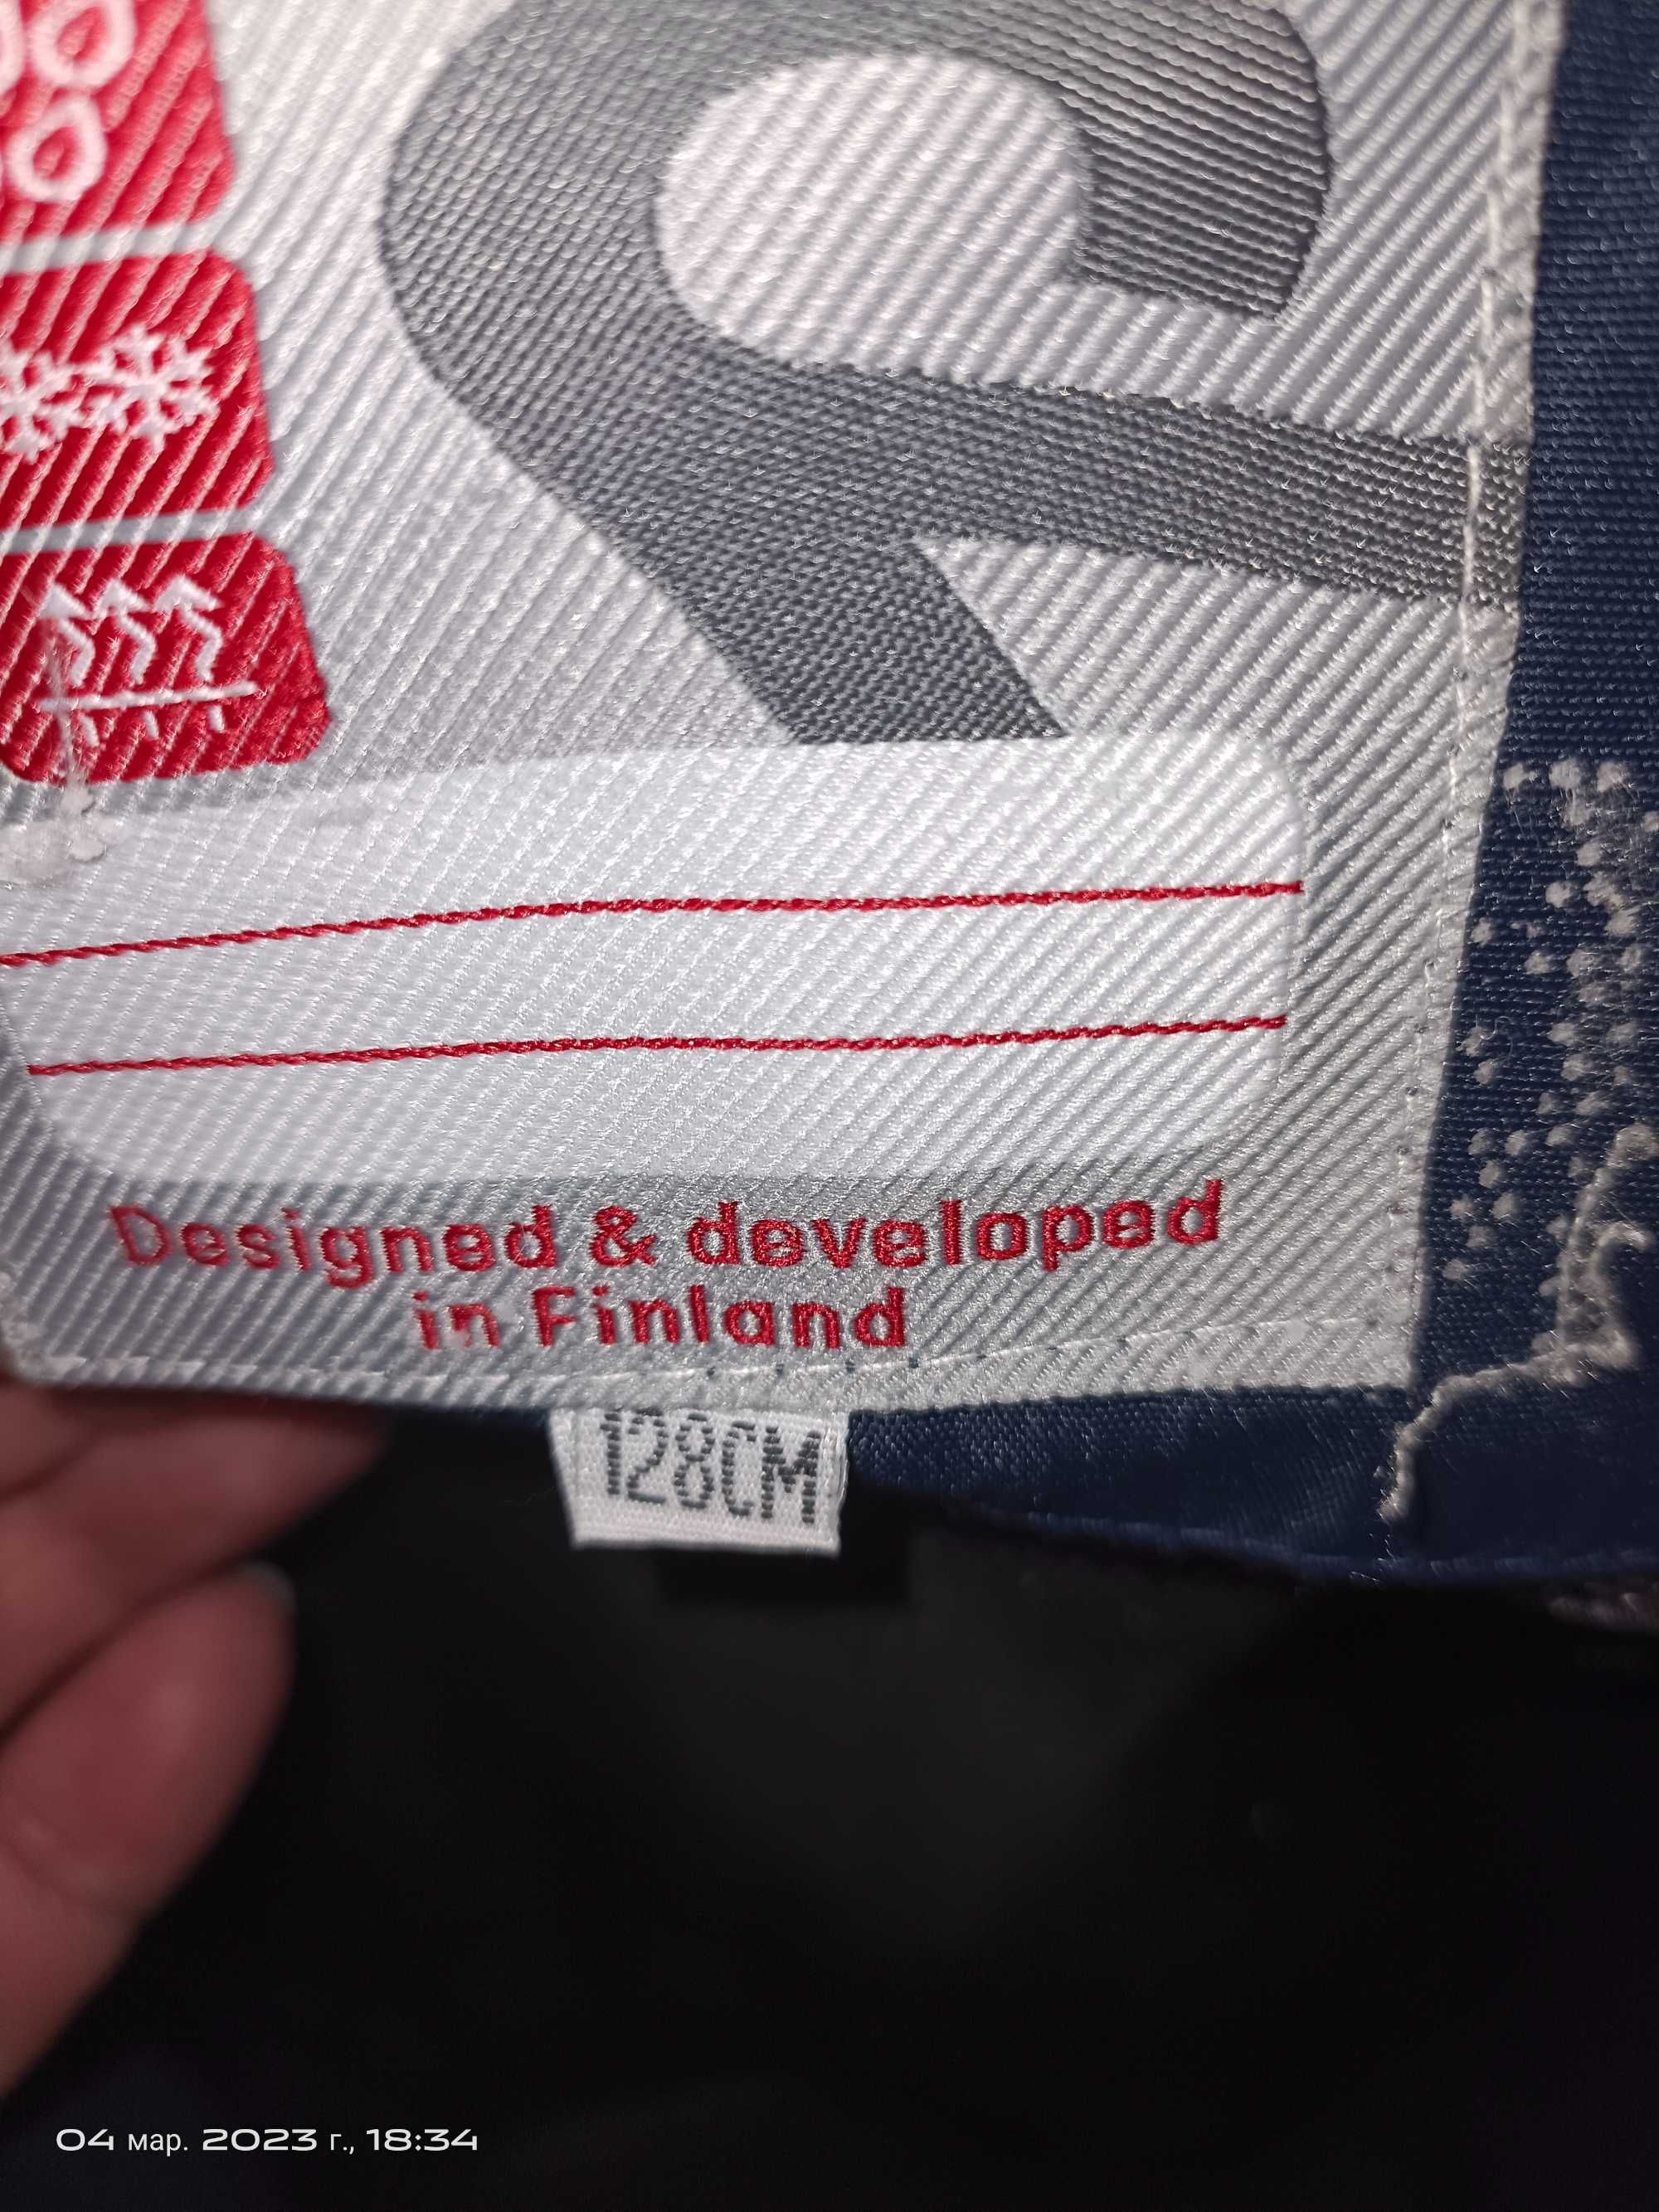 Designed & developed
in Finland
128CM
04 мар. 2023 г., 18:34